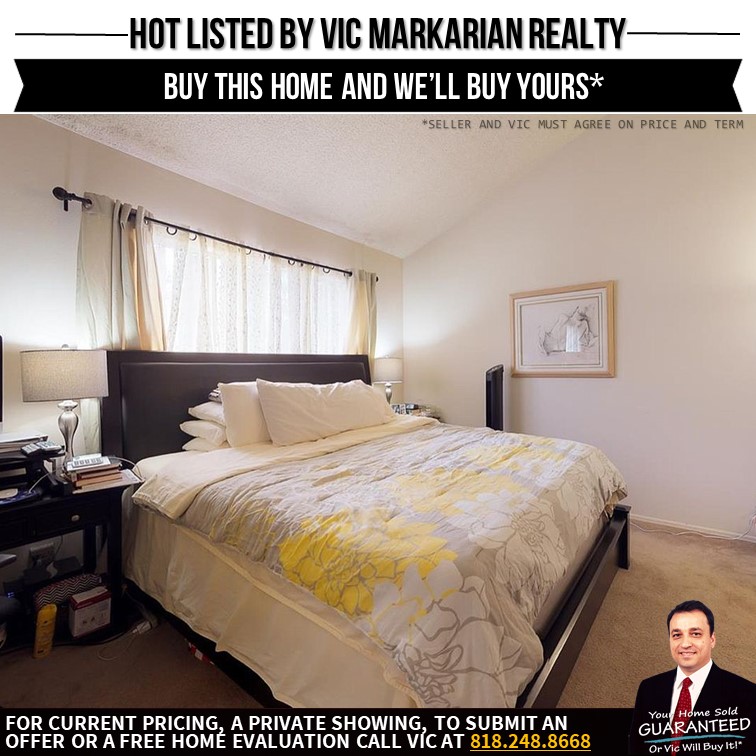 HOT LISTED BY VIC MARKARIAN REALTY
BUY THIS HOME AND WE'LL BUY YOURS*
*SELLER AND VIC MUST AGREE ON PRICE AND TERM
Your Home Sold
GUARANTEED
Or Vic Will Buy It!
FOR CURRENT PRICING, A PRIVATE SHOWING, TO SUBMIT AN
OFFER OR A FREE HOME EVALUATION CALL VIC AT 818.248.8668